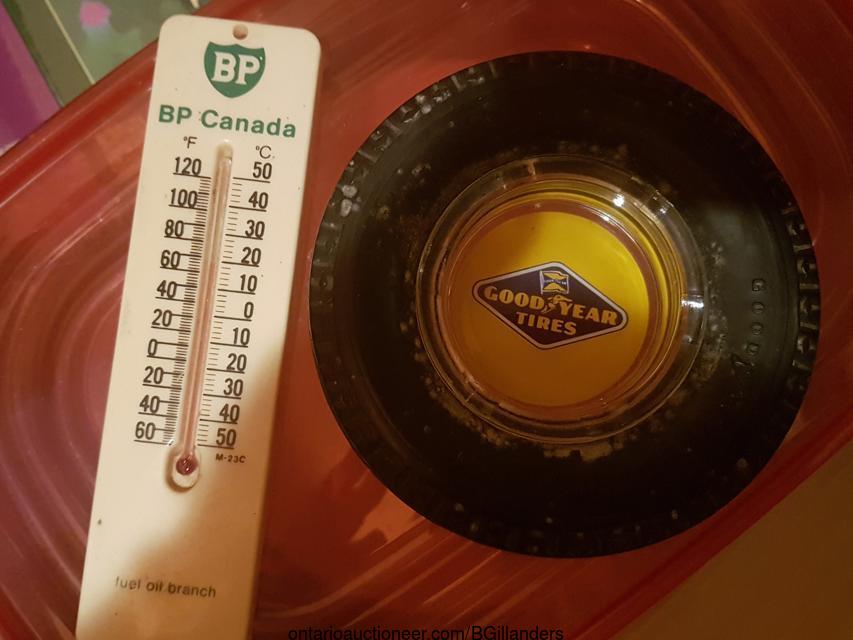 BP
BP Canada
°F °C
120 50
100 40
80 30
60 20
40 10
20 0
0 10
20 20
40 30
60 40
50
M-23C
fuel oil branch
GOOD YEAR
TIRES
GOOD
ontarioauctioneer.com/BGillanders